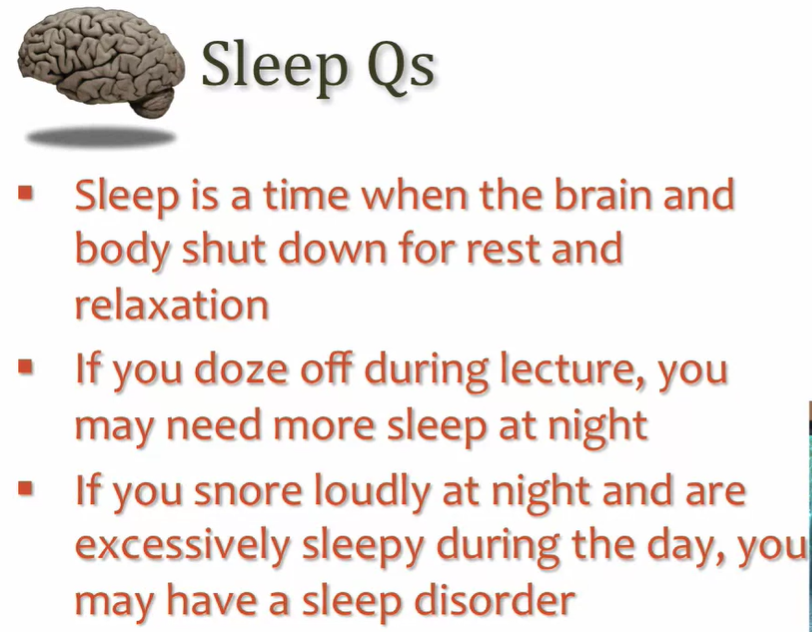 Sleep Qs
▪ Sleep is a time when the brain and
body shut down for rest and
relaxation
▪ If you doze off during lecture, you
may need more sleep at night
▪ If you snore loudly at night and are
excessively sleepy during the day, you
may have a sleep disorder